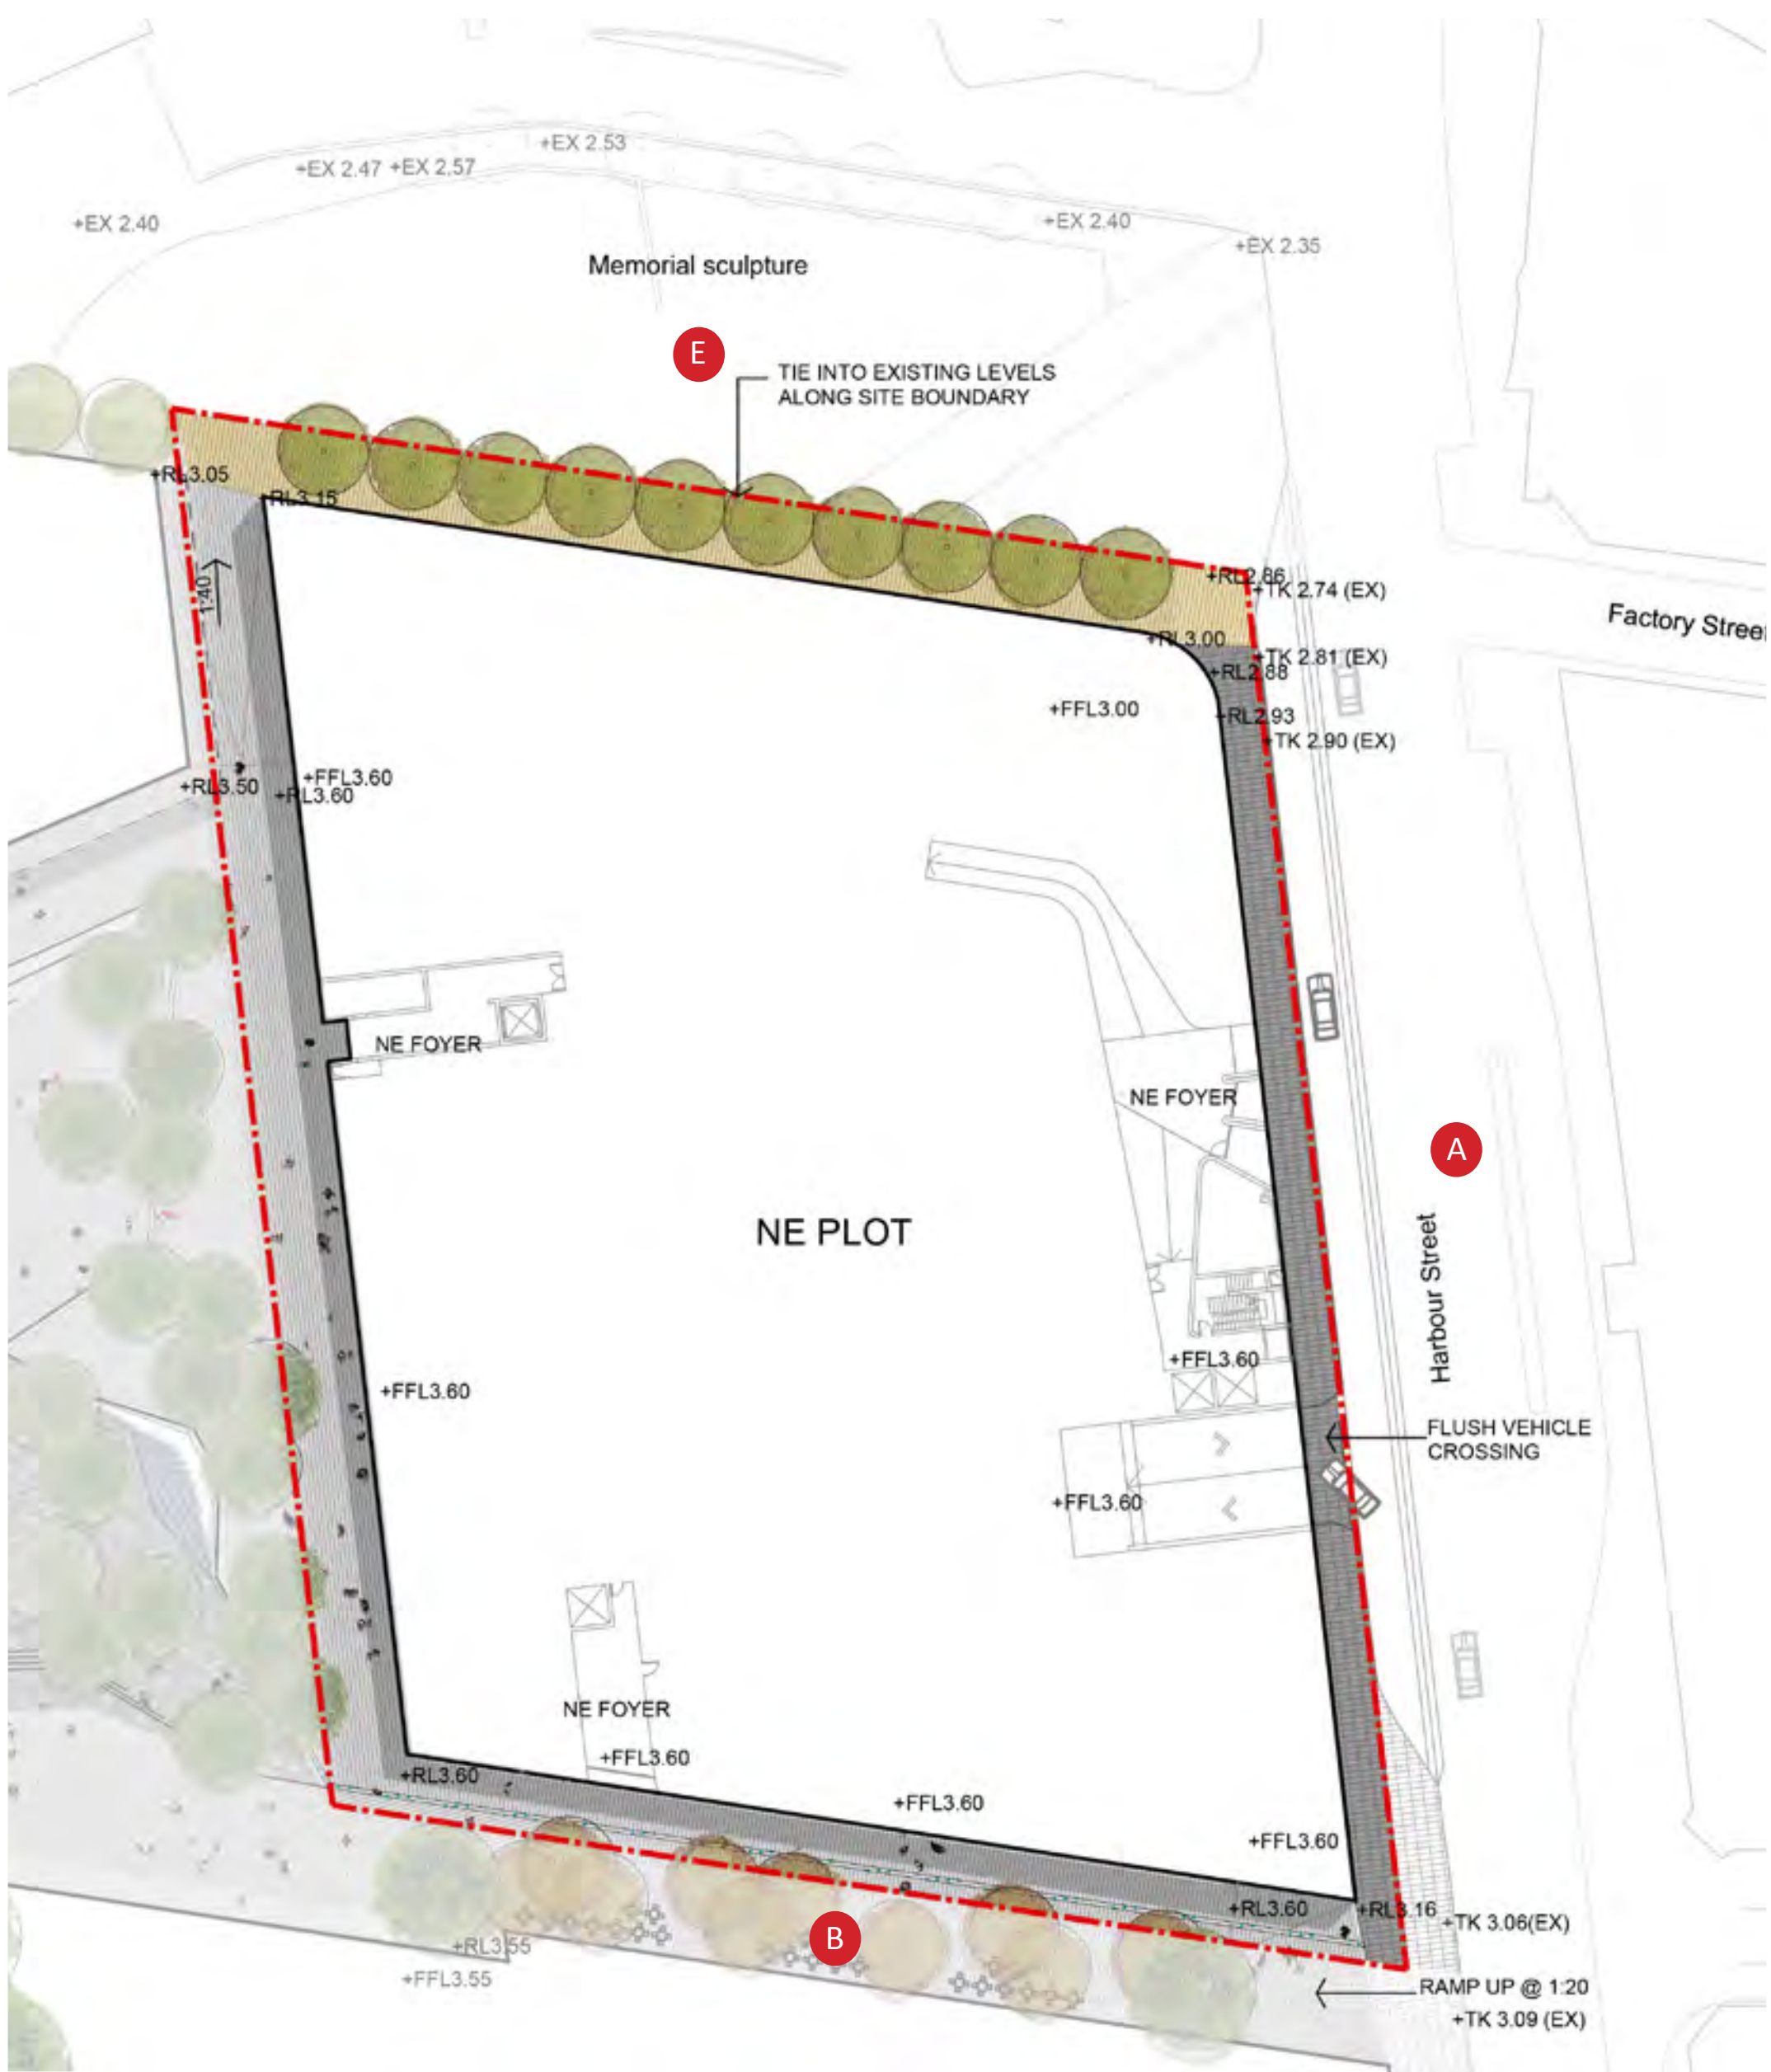 +EX 2.53
+EX 2.47 +EX 2.57
+EX 2.40
+EX 2.40
+EX 2.35
Memorial sculpture
E
TIE INTO EXISTING LEVELS
ALONG SITE BOUNDARY
+RL3.05
+RL3.15
1:40
+RL2.86
+TK 2.74 (EX)
Factory Street
+RL3.00
+TK 2.81 (EX)
+RL2.88
+FFL3.00
+RL2.93
+TK 2.90 (EX)
+FFL3.60
+RL3.50
+RL3.60
NE FOYER
NE FOYER
A
NE PLOT
Harbour Street
+FFL3.60
+FFL3.60
FLUSH VEHICLE
CROSSING
+FFL3.60
NE FOYER
+FFL3.60
+RL3.60
+FFL3.60
+FFL3.60
+RL3.60
+RL3.16
+TK 3.06(EX)
B
+RL3.55
+FFL3.55
RAMP UP @ 1:20
+TK 3.09 (EX)